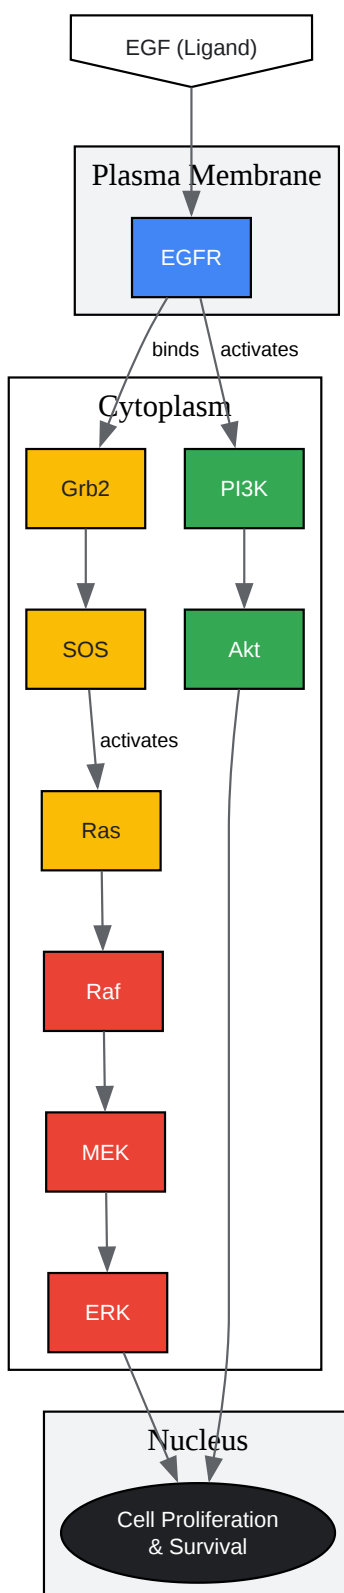 EGF (Ligand)
Plasma Membrane
EGFR
binds
activates
Cytoplasm
Grb2
PI3K
SOS
Akt
activates
Ras
Raf
MEK
ERK
Nucleus
Cell Proliferation
& Survival